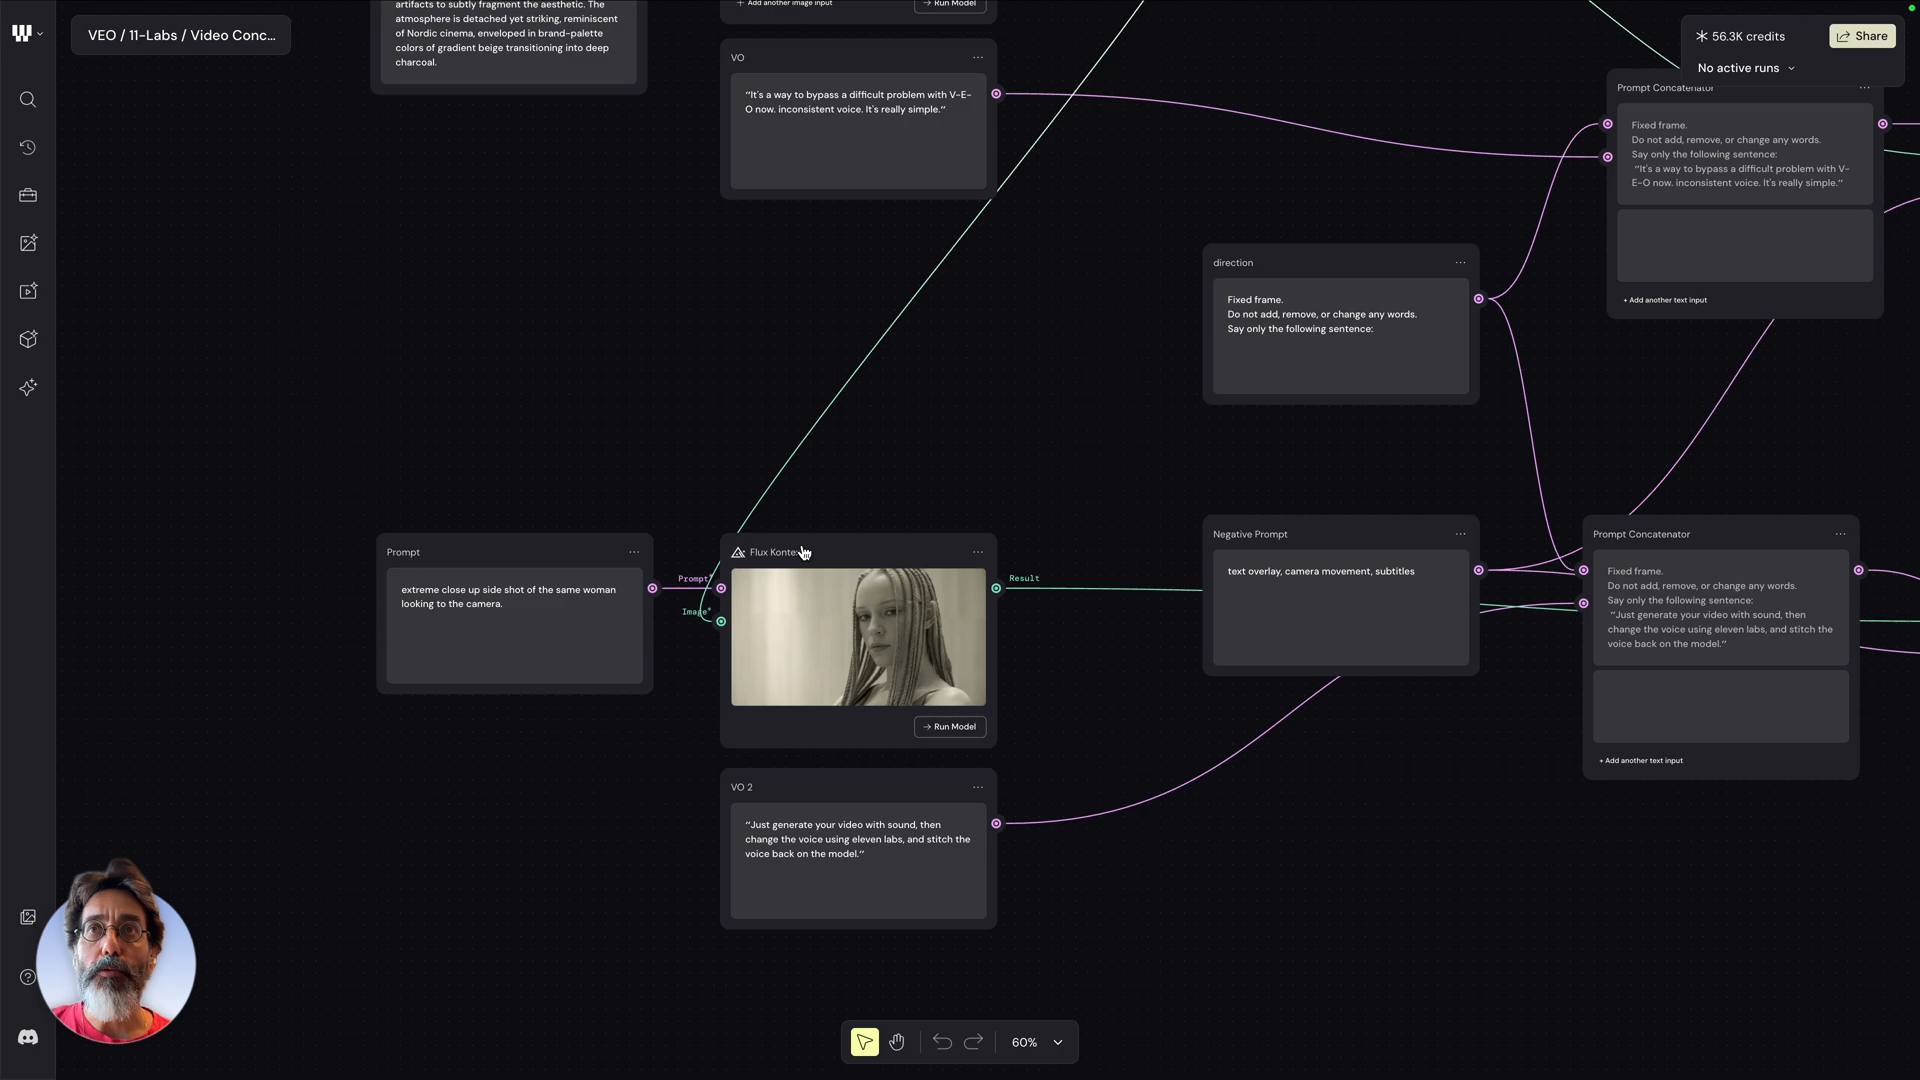 VEO / 11-Labs / Video Conc...
artifacts to subtly fragment the aesthetic. The
atmosphere is detached yet striking, reminiscent
of Nordic cinema, enveloped in brand-palette
colors of gradient beige transitioning into deep
charcoal.
+ Add another image input
→ Run Model
56.3K credits
Share
No active runs
VO
“It's a way to bypass a difficult problem with V-E-
O now. inconsistent voice. It's really simple.”
Prompt Concatenator
Fixed frame.
Do not add, remove, or change any words.
Say only the following sentence:
“It's a way to bypass a difficult problem with V-
E-O now. inconsistent voice. It's really simple.”
+ Add another text input
direction
Fixed frame.
Do not add, remove, or change any words.
Say only the following sentence:
Prompt
extreme close up side shot of the same woman
looking to the camera.
Prompt*
Image*
Flux Konte
Result
→ Run Model
Negative Prompt
text overlay, camera movement, subtitles
Prompt Concatenator
Fixed frame.
Do not add, remove, or change any words.
Say only the following sentence:
“Just generate your video with sound, then
change the voice using eleven labs, and stitch the
voice back on the model.”
+ Add another text input
VO 2
“Just generate your video with sound, then
change the voice using eleven labs, and stitch the
voice back on the model.”
60%